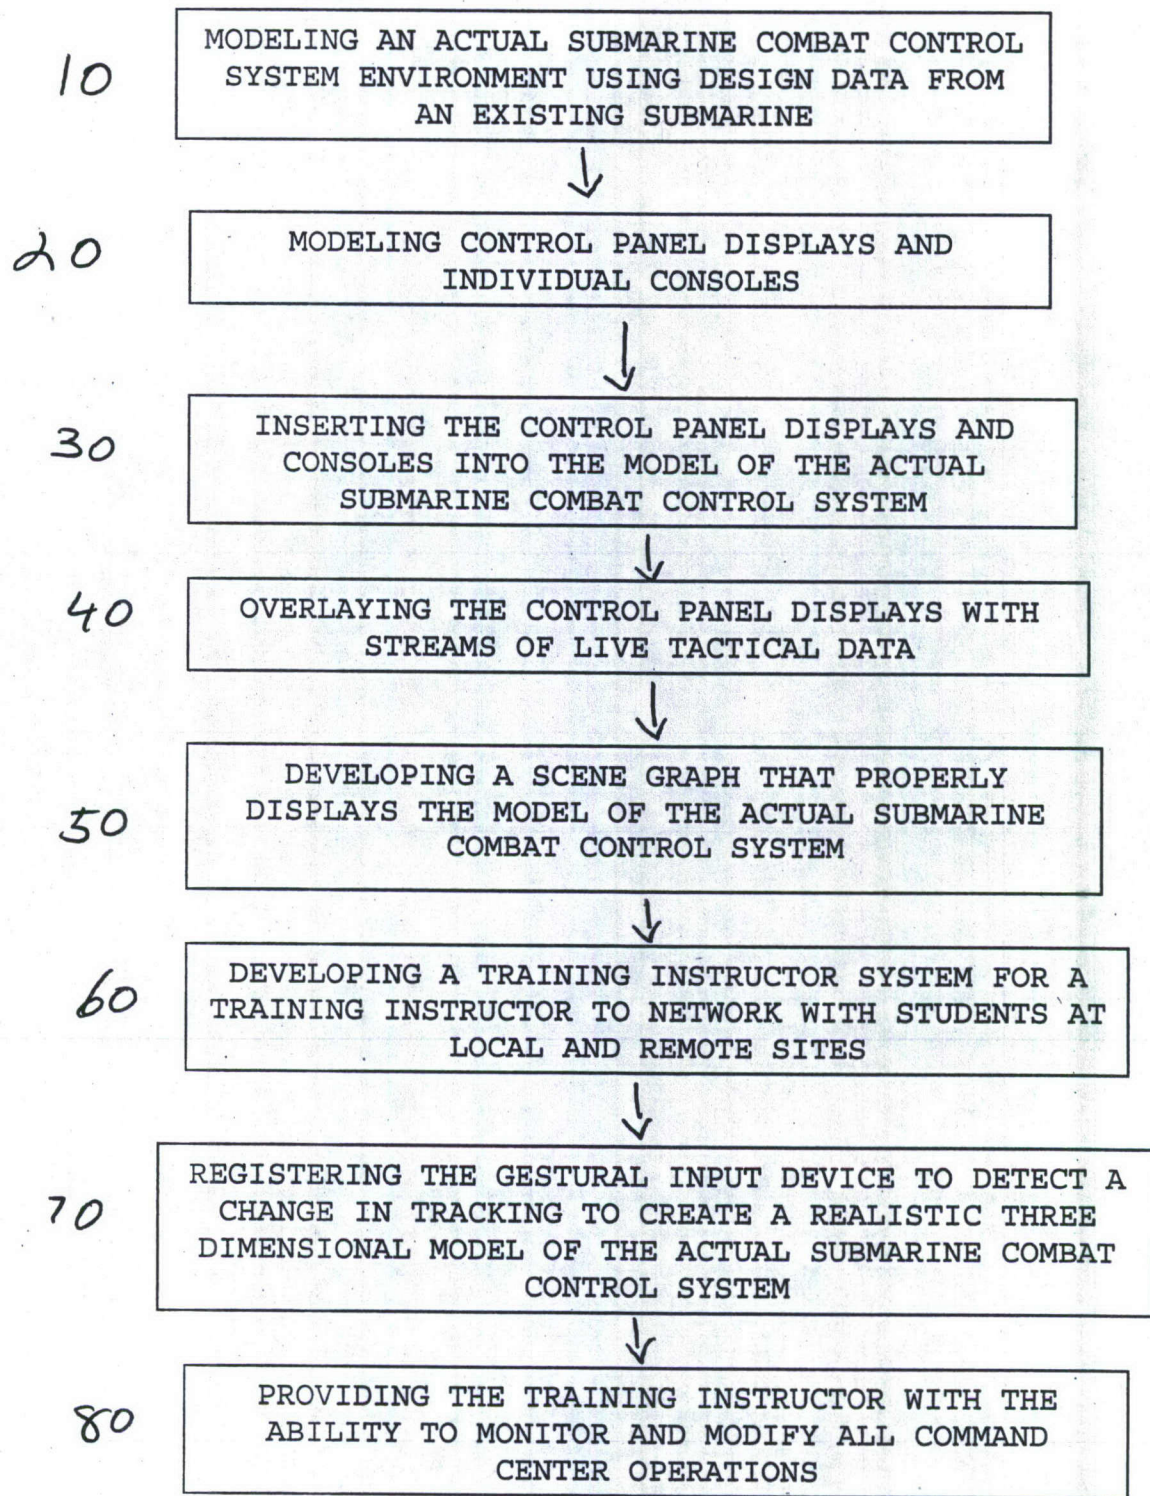 10
MODELING AN ACTUAL SUBMARINE COMBAT CONTROL
SYSTEM ENVIRONMENT USING DESIGN DATA FROM
AN EXISTING SUBMARINE
20
MODELING CONTROL PANEL DISPLAYS AND
INDIVIDUAL CONSOLES
30
INSERTING THE CONTROL PANEL DISPLAYS AND
CONSOLES INTO THE MODEL OF THE ACTUAL
SUBMARINE COMBAT CONTROL SYSTEM
40
OVERLAYING THE CONTROL PANEL DISPLAYS WITH
STREAMS OF LIVE TACTICAL DATA
50
DEVELOPING A SCENE GRAPH THAT PROPERLY
DISPLAYS THE MODEL OF THE ACTUAL SUBMARINE
COMBAT CONTROL SYSTEM
60
DEVELOPING A TRAINING INSTRUCTOR SYSTEM FOR A
TRAINING INSTRUCTOR TO NETWORK WITH STUDENTS AT
LOCAL AND REMOTE SITES
70
REGISTERING THE GESTURAL INPUT DEVICE TO DETECT A
CHANGE IN TRACKING TO CREATE A REALISTIC THREE
DIMENSIONAL MODEL OF THE ACTUAL SUBMARINE COMBAT
CONTROL SYSTEM
80
PROVIDING THE TRAINING INSTRUCTOR WITH THE
ABILITY TO MONITOR AND MODIFY ALL COMMAND
CENTER OPERATIONS